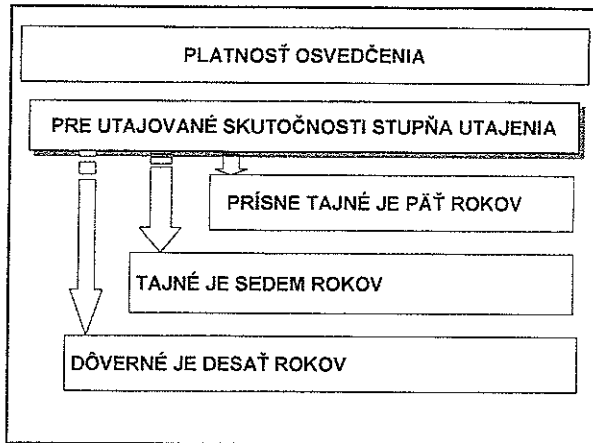 PLATNOSŤ OSVEDČENIA
PRE UTAJOVANÉ SKUTOČNOSTI STUPŇA UTAJENIA
PRÍSNE TAJNÉ JE PÄŤ ROKOV
TAJNÉ JE SEDEM ROKOV
DÔVERNÉ JE DESAŤ ROKOV